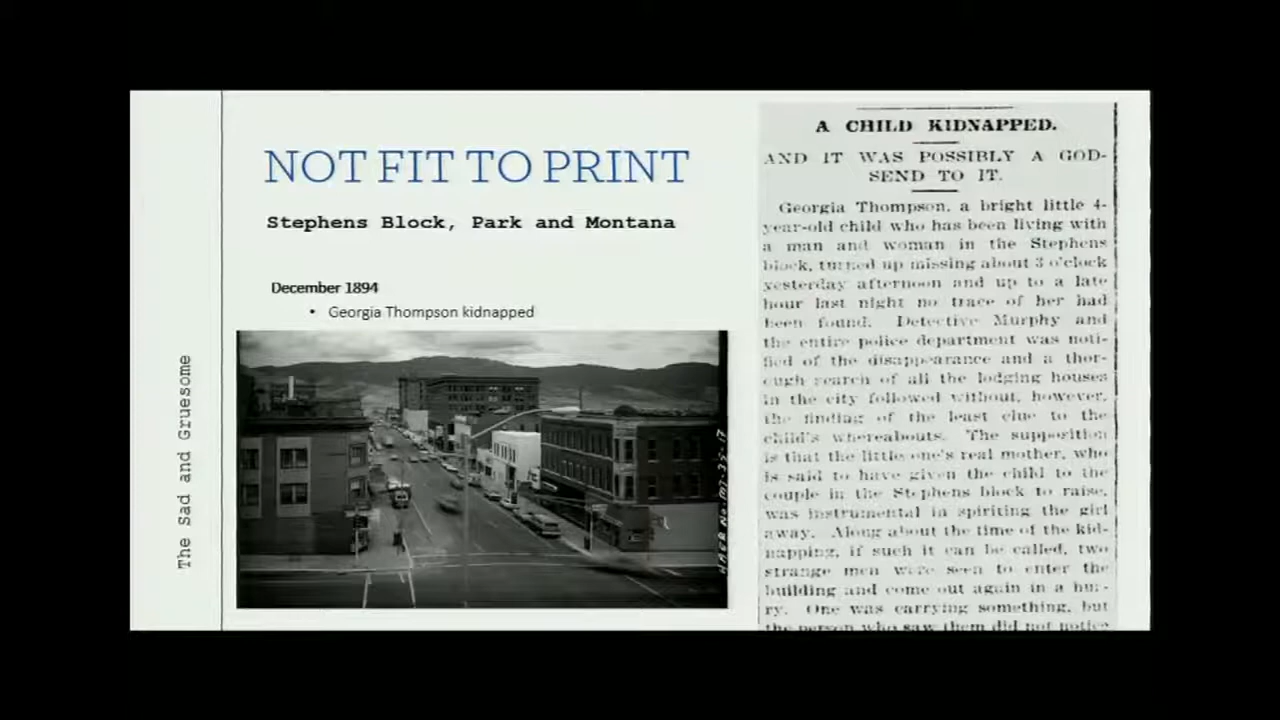 The Sad and Gruesome
NOT FIT TO PRINT
Stephens Block, Park and Montana
December 1894
• Georgia Thompson kidnapped
A CHILD KIDNAPPED.
AND IT WAS POSSIBLY A GOD-
SEND TO IT.
Georgia Thompson, a bright little 4-
year-old child who has been living with
a man and woman in the Stephens
block, turned up missing about 3 o'clock
yesterday afternoon and up to a late
hour last night no trace of her had
been found. Detective Murphy and
the entire police department was noti-
fied of the disappearance and a thor-
ough search of all the lodging houses
in the city followed without, however,
the finding of the least clue to the
child's whereabouts. The supposition
is that the little one's real mother, who
is said to have given the child to the
couple in the Stephens block to raise,
was instrumental in spiriting the girl
away. Along about the time of the kid-
napping, if such it can be called, two
strange men were seen to enter the
building and come out again in a hur-
ry. One was carrying something, but
the person who saw them did not notice